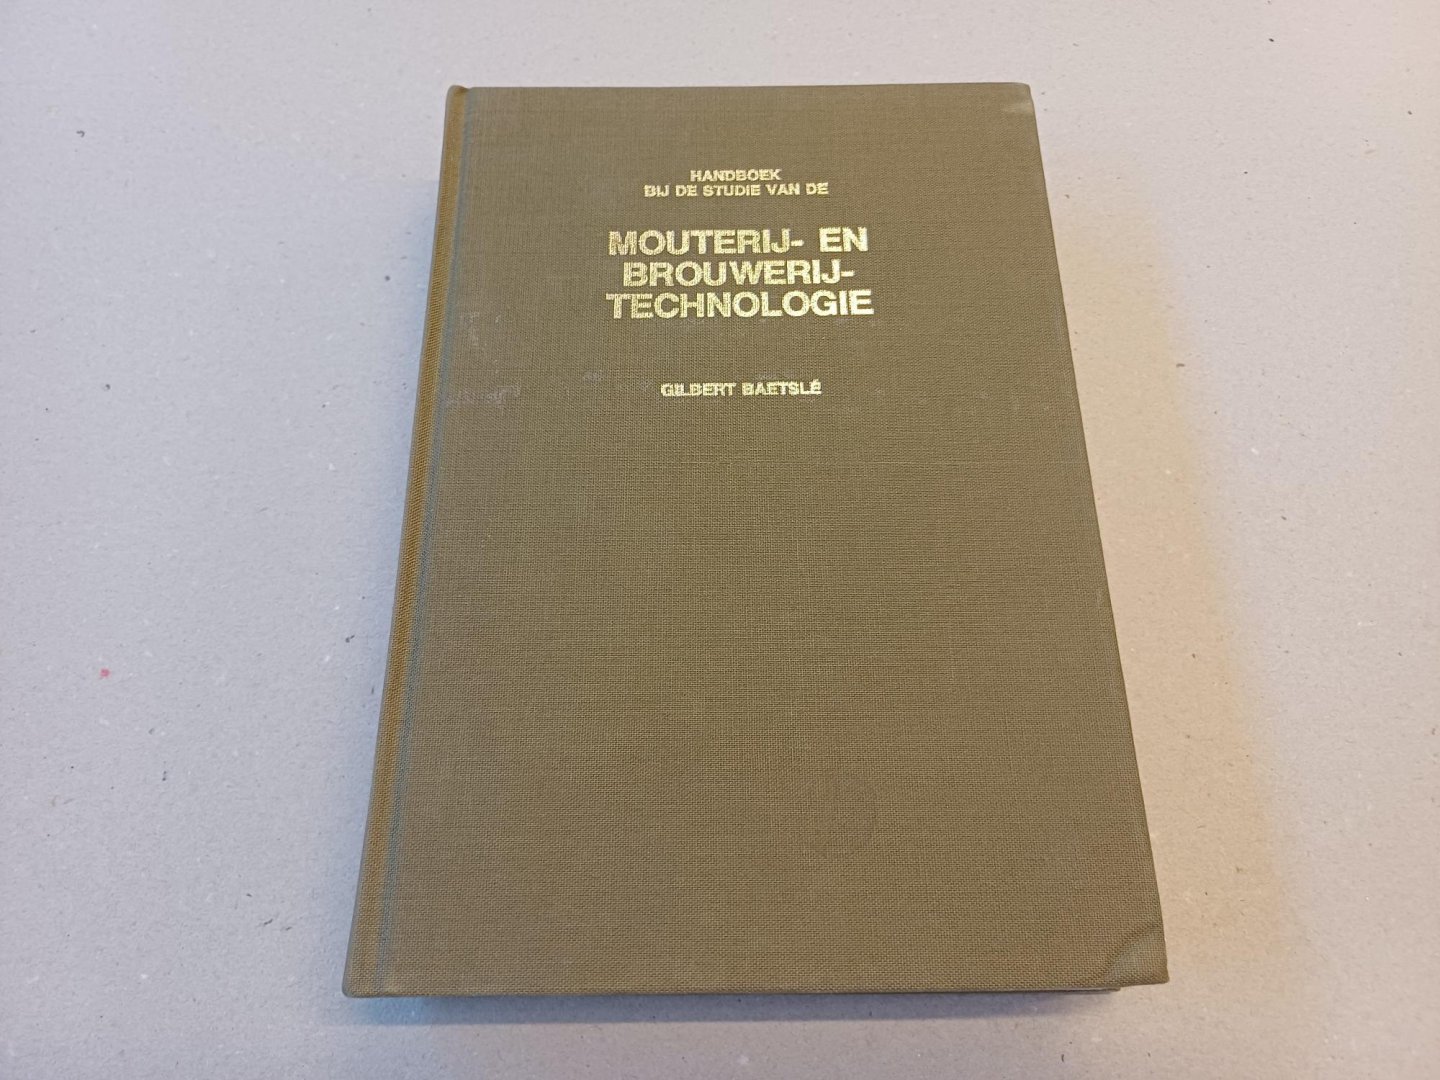 HANDBOEK
BIJ DE STUDIE VAN DE
MOUTERIJ- EN
BROUWERIJ-
TECHNOLOGIE
GILBERT BAETSLÉ